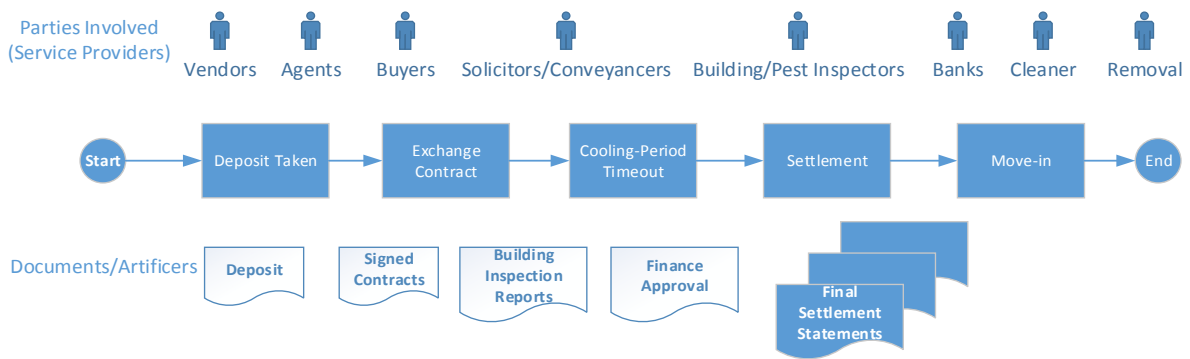 Parties Involved
(Service Providers)
Vendors
Agents
Buyers
Solicitors/Conveyancers
Building/Pest Inspectors
Banks
Cleaner
Removal
Start
Deposit Taken
Exchange
Contract
Cooling-Period
Timeout
Settlement
Move-in
End
Documents/Artificers
Deposit
Signed
Contracts
Building
Inspection
Reports
Finance
Approval
Final
Settlement
Statements